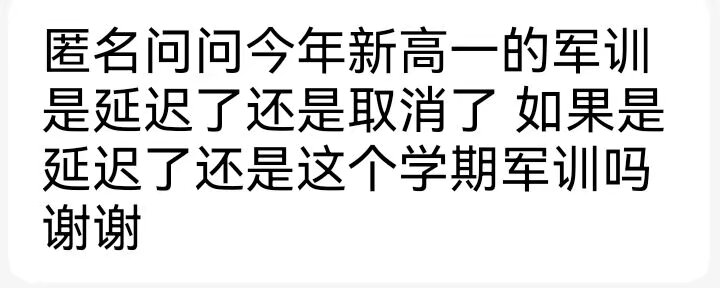 匿名问问今年新高一的军训
是延迟了还是取消了 如果是
延迟了还是这个学期军训吗
谢谢